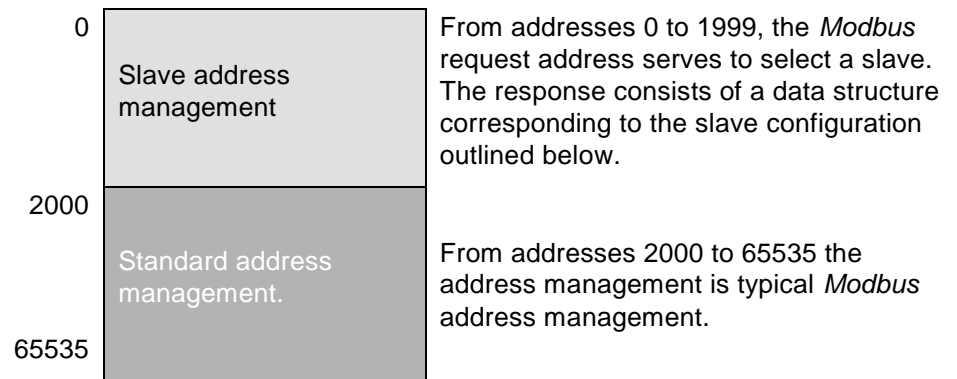 0
Slave address
management
From addresses 0 to 1999, the Modbus
request address serves to select a slave.
The response consists of a data structure
corresponding to the slave configuration
outlined below.
2000
Standard address
management.
From addresses 2000 to 65535 the
address management is typical Modbus
address management.
65535